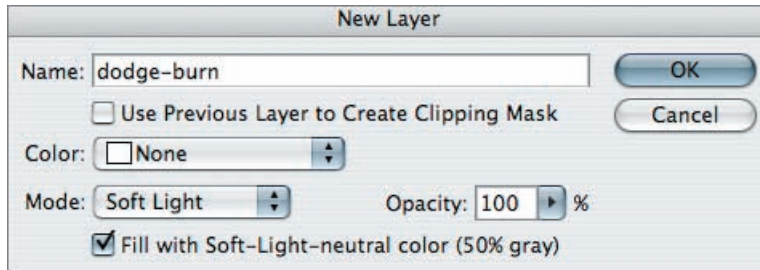 New Layer
Name: dodge-burn
OK
Use Previous Layer to Create Clipping Mask
Cancel
Color: None
Mode: Soft Light Opacity: 100 %
Fill with Soft-Light-neutral color (50% gray)